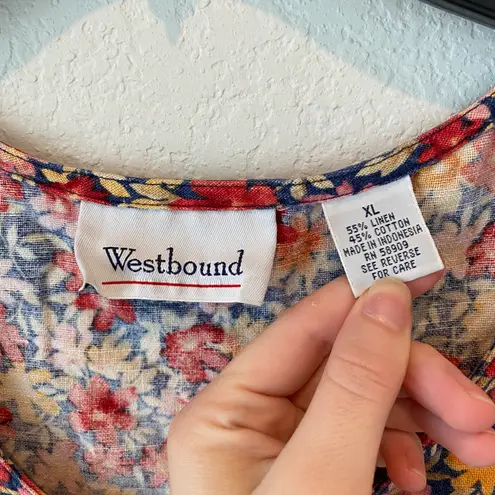 Westbound
XL
55% LINEN
45% COTTON
MADE IN INDONESIA
RN 58909
SEE REVERSE
FOR CARE